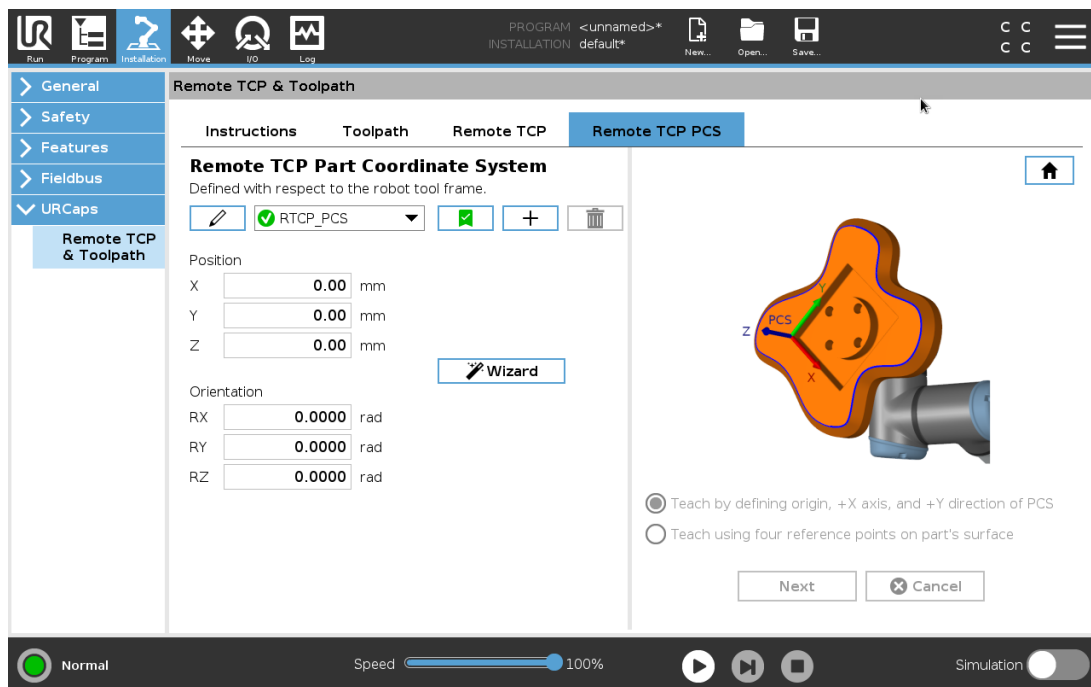 PROGRAM <unnamed>*
INSTALLATION default*
UR
Run
Program
Installation
Move
I/O
Log
New...
Open...
Save...
C C
C C
General
Safety
Features
Fieldbus
URCaps
Remote TCP
& Toolpath
Remote TCP & Toolpath
Instructions
Toolpath
Remote TCP
Remote TCP PCS
Remote TCP Part Coordinate System
Defined with respect to the robot tool frame.
RTCP_PCS
Position
X 0.00 mm
Y 0.00 mm
Z 0.00 mm
Wizard
Orientation
RX 0.0000 rad
RY 0.0000 rad
RZ 0.0000 rad
Y
PCS
Z
X
Teach by defining origin, +X axis, and +Y direction of PCS
Teach using four reference points on part's surface
Next
Cancel
Normal
Speed 100%
Simulation